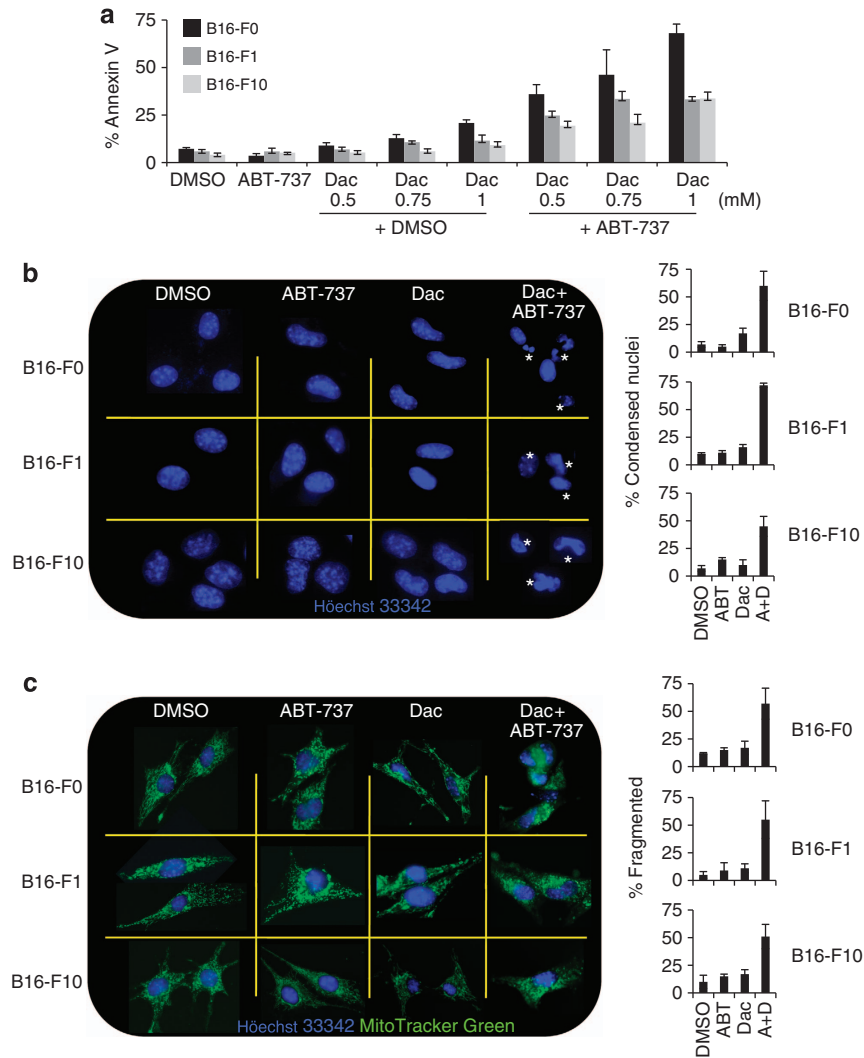 a
75
50
25
0
% Annexin V
B16-F0
B16-F1
B16-F10
DMSO ABT-737 Dac 0.5 Dac 0.75 Dac 1 Dac 0.5 Dac 0.75 Dac 1 (mM)
+ DMSO + ABT-737
b
DMSO ABT-737 Dac Dac+ ABT-737
B16-F0
* * *
B16-F1
* * *
B16-F10
* * *
Höechst 33342
% Condensed nuclei
75
50
25
0
B16-F0
75
50
25
0
B16-F1
75
50
25
0
B16-F10
DMSO ABT Dac A+D
c
DMSO ABT-737 Dac Dac+ ABT-737
B16-F0
B16-F1
B16-F10
Höechst 33342 MitoTracker Green
% Fragmented
75
50
25
0
B16-F0
75
50
25
0
B16-F1
75
50
25
0
B16-F10
DMSO ABT Dac A+D